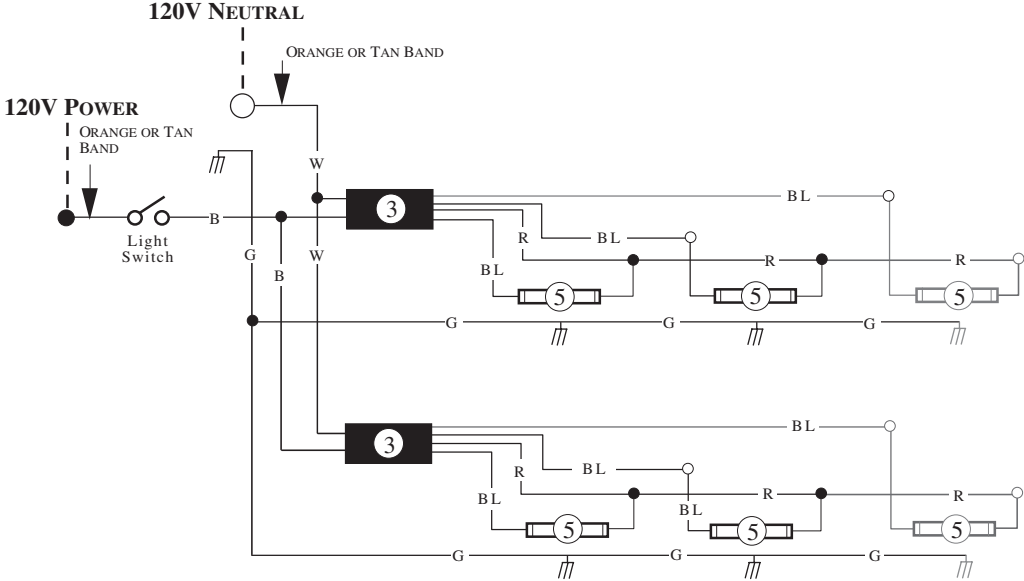 120V NEUTRAL
ORANGE OR TAN BAND
120V POWER
ORANGE OR TAN
BAND
W
3
BL
B
Light
Switch
G
W
R
BL
R
R
B
BL
5
5
5
G
G
G
3
BL
R
BL
R
R
BL
BL
5
5
5
G
G
G